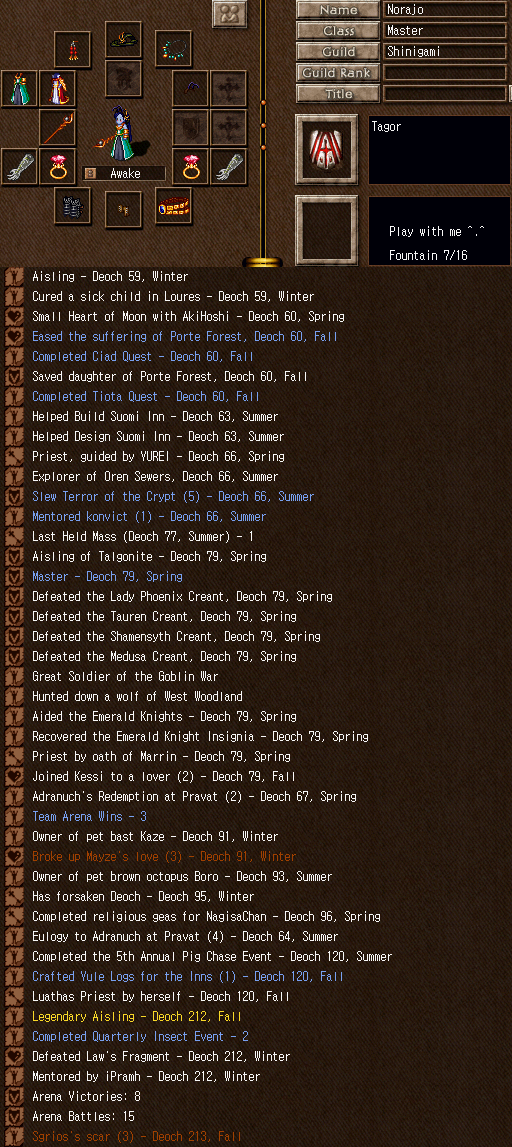 Name Norajo
Class Master
Guild Shinigami
Guild Rank
Title
Tagor
Awake
Play with me ^.^
Fountain 7/16
Aisling - Deoch 59, Winter
Cured a sick child in Loures - Deoch 59, Winter
Small Heart of Moon with AkiHoshi - Deoch 60, Spring
Eased the suffering of Porte Forest, Deoch 60, Fall
Completed Ciad Quest - Deoch 60, Fall
Saved daughter of Porte Forest, Deoch 60, Fall
Completed Tiota Quest - Deoch 60, Fall
Helped Build Suomi Inn - Deoch 63, Summer
Helped Design Suomi Inn - Deoch 63, Summer
Priest, guided by YUREI - Deoch 66, Spring
Explorer of Oren Sewers, Deoch 66, Summer
Slew Terror of the Crypt (5) - Deoch 66, Summer
Mentored konvict (1) - Deoch 66, Summer
Last Held Mass (Deoch 77, Summer) - 1
Aisling of Talgonite - Deoch 79, Spring
Master - Deoch 79, Spring
Defeated the Lady Phoenix Creant, Deoch 79, Spring
Defeated the Tauren Creant, Deoch 79, Spring
Defeated the Shamensyth Creant, Deoch 79, Spring
Defeated the Medusa Creant, Deoch 79, Spring
Great Soldier of the Goblin War
Hunted down a wolf of West Woodland
Aided the Emerald Knights - Deoch 79, Spring
Recovered the Emerald Knight Insignia - Deoch 79, Spring
Priest by oath of Marrin - Deoch 79, Spring
Joined Kessi to a lover (2) - Deoch 79, Fall
Adranuch's Redemption at Pravat (2) - Deoch 67, Spring
Team Arena Wins - 3
Owner of pet bast Kaze - Deoch 91, Winter
Broke up Mayze's love (3) - Deoch 91, Winter
Owner of pet brown octopus Boro - Deoch 93, Summer
Has forsaken Deoch - Deoch 95, Winter
Completed religious geas for NagisaChan - Deoch 96, Spring
Eulogy to Adranuch at Pravat (4) - Deoch 64, Summer
Completed the 5th Annual Pig Chase Event - Deoch 120, Summer
Crafted Yule Logs for the Inns (1) - Deoch 120, Fall
Luathas Priest by herself - Deoch 120, Fall
Legendary Aisling - Deoch 212, Fall
Completed Quarterly Insect Event - 2
Defeated Law's Fragment - Deoch 212, Winter
Mentored by iPramh - Deoch 212, Winter
Arena Victories: 8
Arena Battles: 15
Sgrios's scar (3) - Deoch 213, Fall